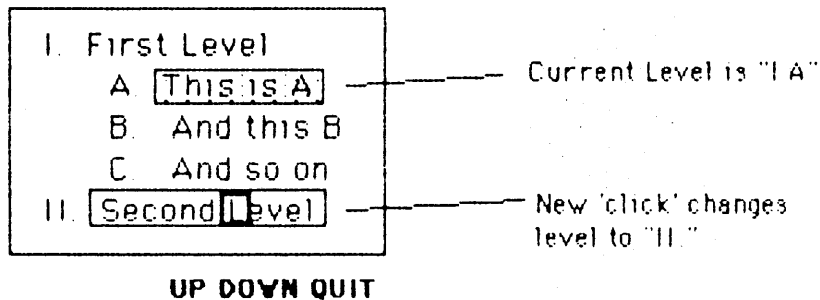 I. First Level
A. This is A.
B. And this B
C. And so on
II. Second Level
Current Level is "I A"
New 'click' changes
level to "II."
UP DOWN QUIT